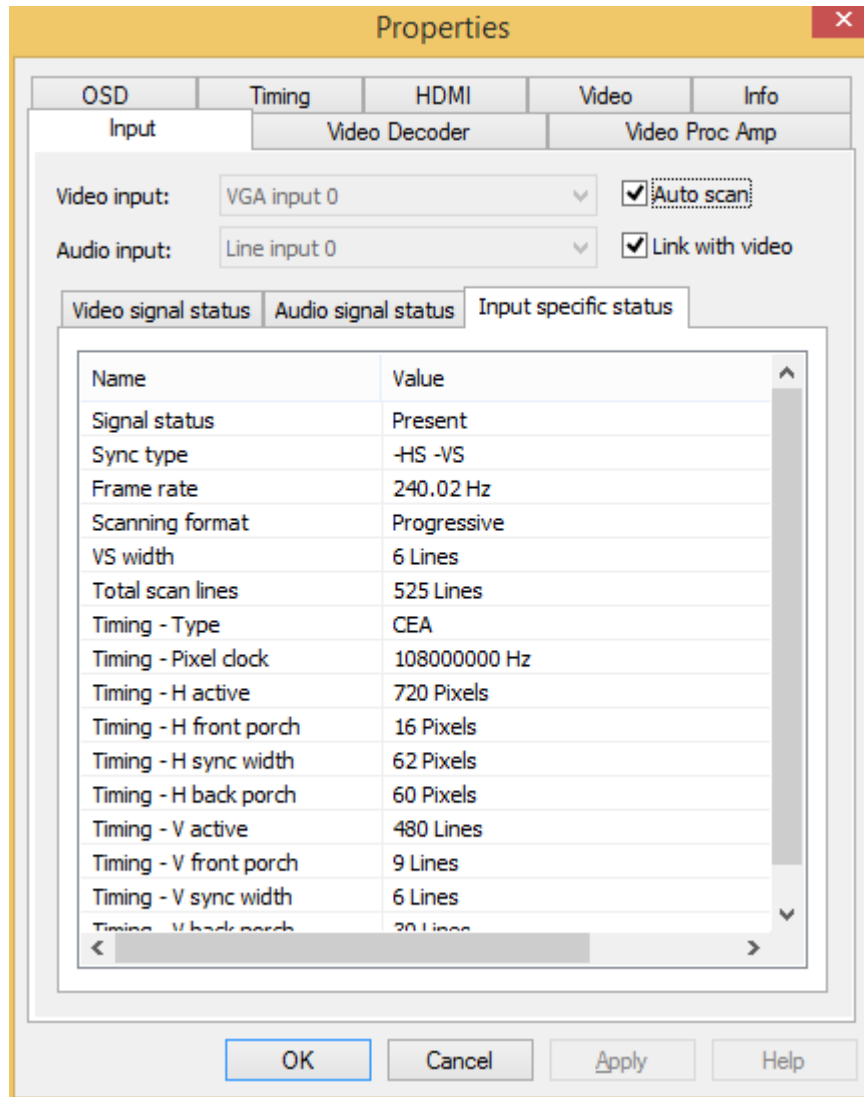 Properties
OSD Timing HDMI Video Info
Input Video Decoder Video Proc Amp
Video input: VGA input 0 Auto scan
Audio input: Line input 0 Link with video
Video signal status Audio signal status Input specific status
Name Value
Signal status Present
Sync type -HS -VS
Frame rate 240.02 Hz
Scanning format Progressive
VS width 6 Lines
Total scan lines 525 Lines
Timing - Type CEA
Timing - Pixel clock 108000000 Hz
Timing - H active 720 Pixels
Timing - H front porch 16 Pixels
Timing - H sync width 62 Pixels
Timing - H back porch 60 Pixels
Timing - V active 480 Lines
Timing - V front porch 9 Lines
Timing - V sync width 6 Lines
Timing - V back porch 30 Lines
OK Cancel Apply Help